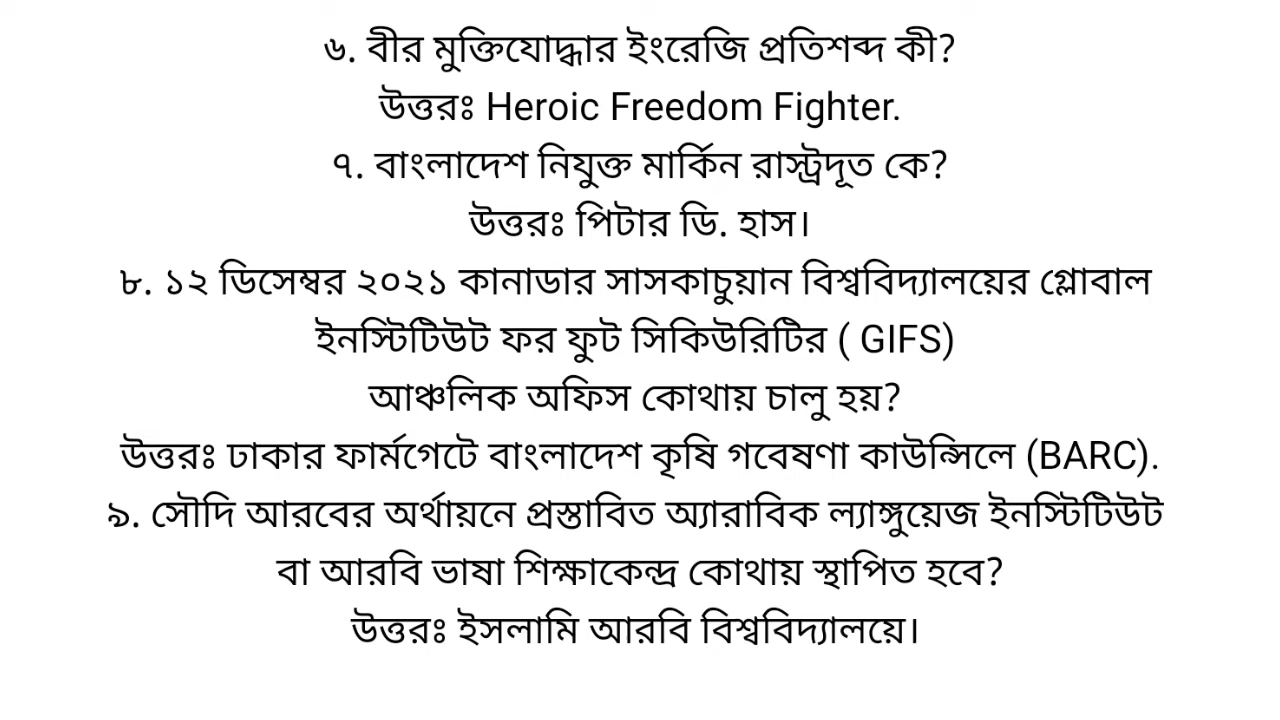 ৬. বীর মুক্তিযোদ্ধার ইংরেজি প্রতিশব্দ কী?
উত্তরঃ Heroic Freedom Fighter.
৭. বাংলাদেশ নিযুক্ত মার্কিন রাস্ট্রদূত কে?
উত্তরঃ পিটার ডি. হাস।
৮. ১২ ডিসেম্বর ২০২১ কানাডার সাসকাচুয়ান বিশ্ববিদ্যালয়ের গ্লোবাল
ইনস্টিটিউট ফর ফুট সিকিউরিটির ( GIFS)
আঞ্চলিক অফিস কোথায় চালু হয়?
উত্তরঃ ঢাকার ফার্মগেটে বাংলাদেশ কৃষি গবেষণা কাউন্সিলে (BARC).
৯. সৌদি আরবের অর্থায়নে প্রস্তাবিত অ্যারাবিক ল্যাঙ্গুয়েজ ইনস্টিটিউট
বা আরবি ভাষা শিক্ষাকেন্দ্র কোথায় স্থাপিত হবে?
উত্তরঃ ইসলামি আরবি বিশ্ববিদ্যালয়ে।